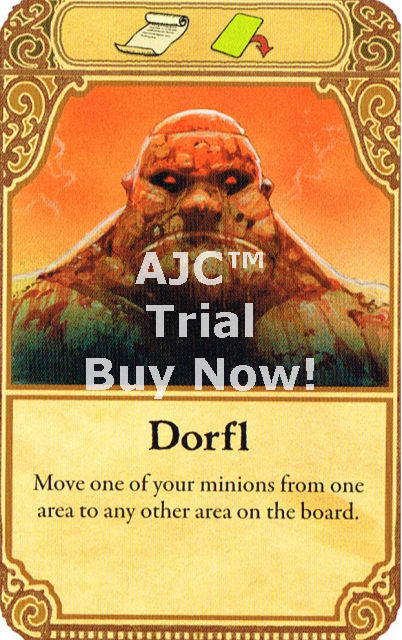 AJC™
Trial
Buy Now!
Dorfl
Move one of your minions from one
area to any other area on the board.